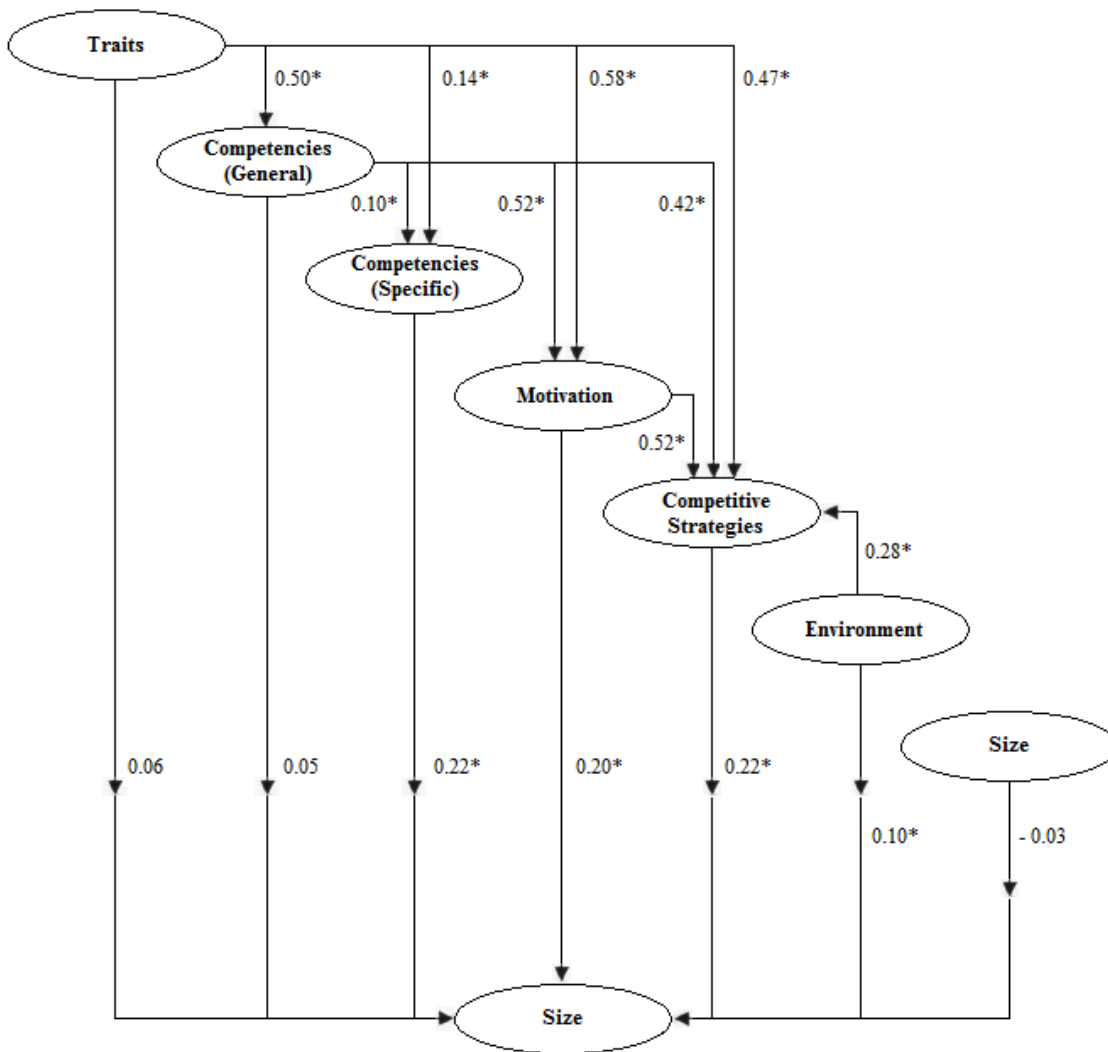 Traits
0.50*
0.14*
0.58*
0.47*
Competencies
(General)
0.10*
0.52*
0.42*
Competencies
(Specific)
Motivation
0.52*
Competitive
Strategies
0.28*
Environment
Size
0.06
0.05
0.22*
0.20*
0.22*
0.10*
- 0.03
Size